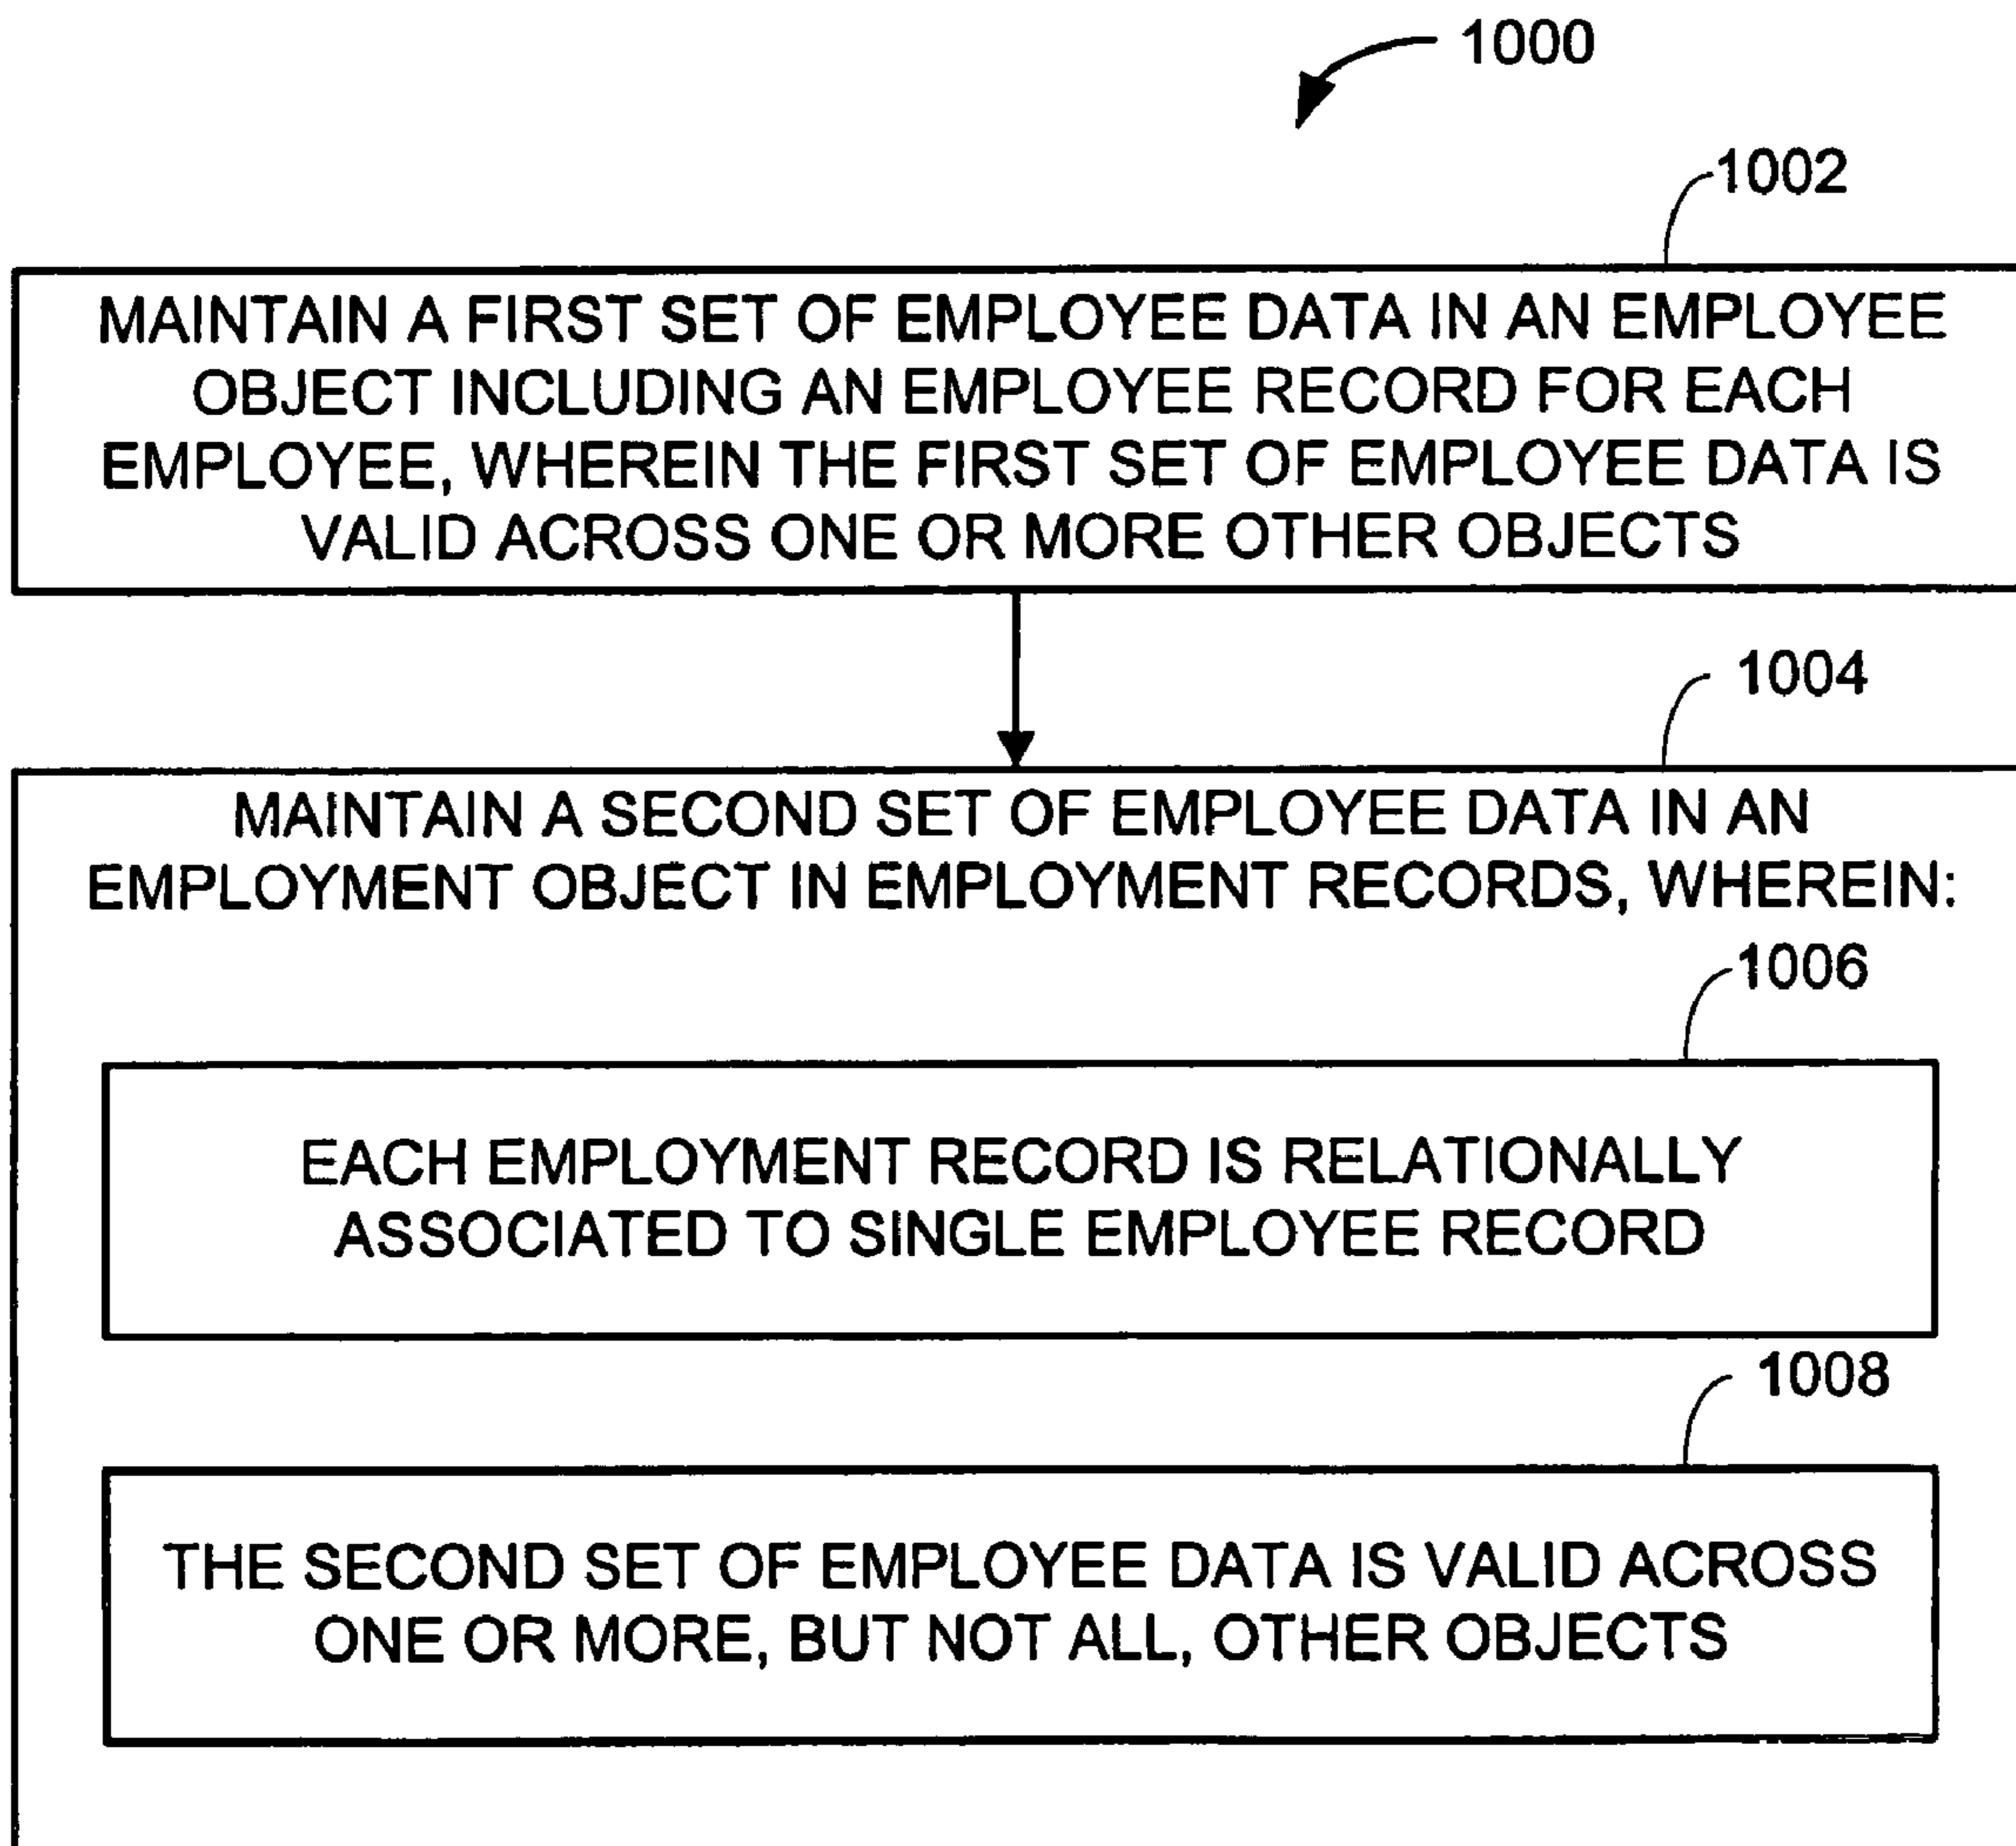 1000
1002
MAINTAIN A FIRST SET OF EMPLOYEE DATA IN AN EMPLOYEE
OBJECT INCLUDING AN EMPLOYEE RECORD FOR EACH
EMPLOYEE, WHEREIN THE FIRST SET OF EMPLOYEE DATA IS
VALID ACROSS ONE OR MORE OTHER OBJECTS
1004
MAINTAIN A SECOND SET OF EMPLOYEE DATA IN AN
EMPLOYMENT OBJECT IN EMPLOYMENT RECORDS, WHEREIN:
1006
EACH EMPLOYMENT RECORD IS RELATIONALLY
ASSOCIATED TO SINGLE EMPLOYEE RECORD
1008
THE SECOND SET OF EMPLOYEE DATA IS VALID ACROSS
ONE OR MORE, BUT NOT ALL, OTHER OBJECTS